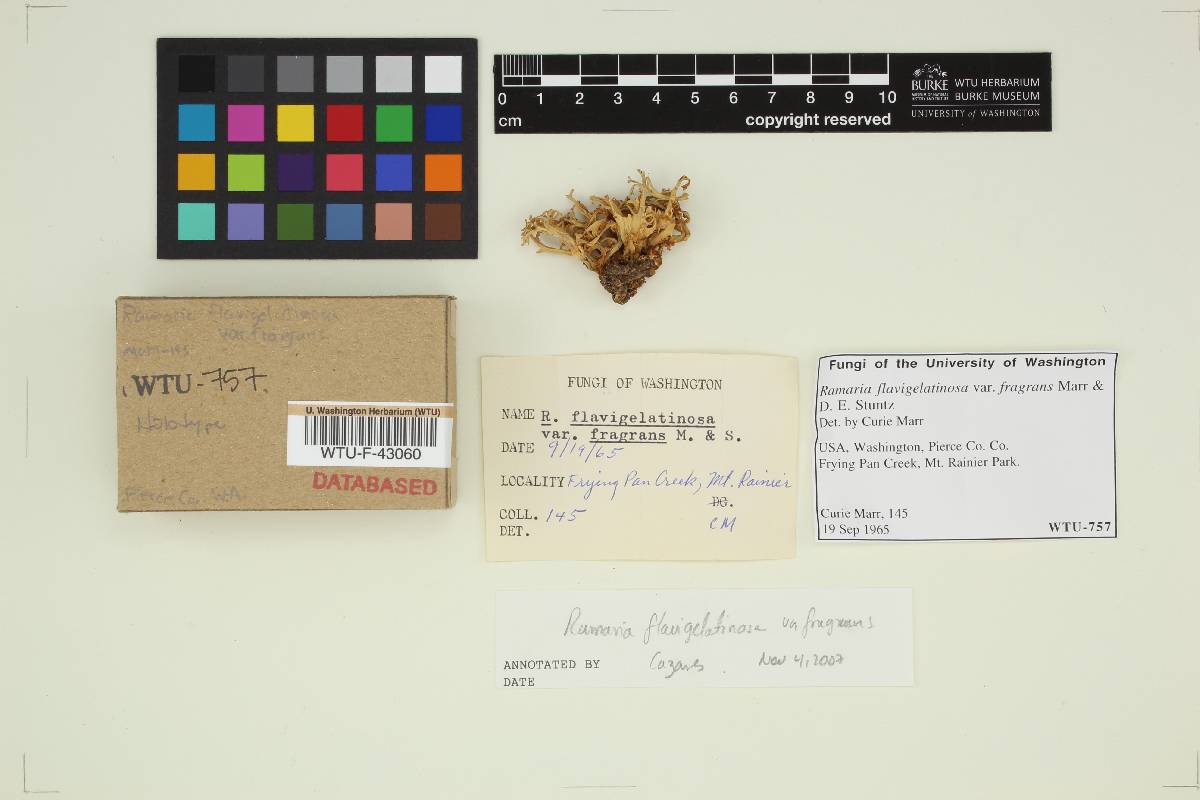 0 1 2 3 4 5 6 7 8 9 10
cm
copyright reserved
BURKE
WTU HERBARIUM
BURKE MUSEUM
UNIVERSITY of WASHINGTON
Ramaria flavigelatinosa
var. fragrans
WTU-757.
Holotype
Pierce Co. WA.
U. Washington Herbarium (WTU)
WTU-F-43060
DATABASED
FUNGI OF WASHINGTON
NAME R. flavigelatinosa
var. fragrans M. & S.
DATE 9/19/65
LOCALITY Frying Pan Creek, Mt. Rainier
COLL. 145
CM
DET.
Fungi of the University of Washington
Ramaria flavigelatinosa var. fragrans Marr &
D. E. Stuntz
Det. by Curie Marr
USA, Washington, Pierce Co. Co.
Frying Pan Creek, Mt. Rainier Park.
Curie Marr, 145
19 Sep 1965
WTU-757
Ramaria flavigelatinosa var fragrans
ANNOTATED BY Cazares. Nov 4, 2007
DATE